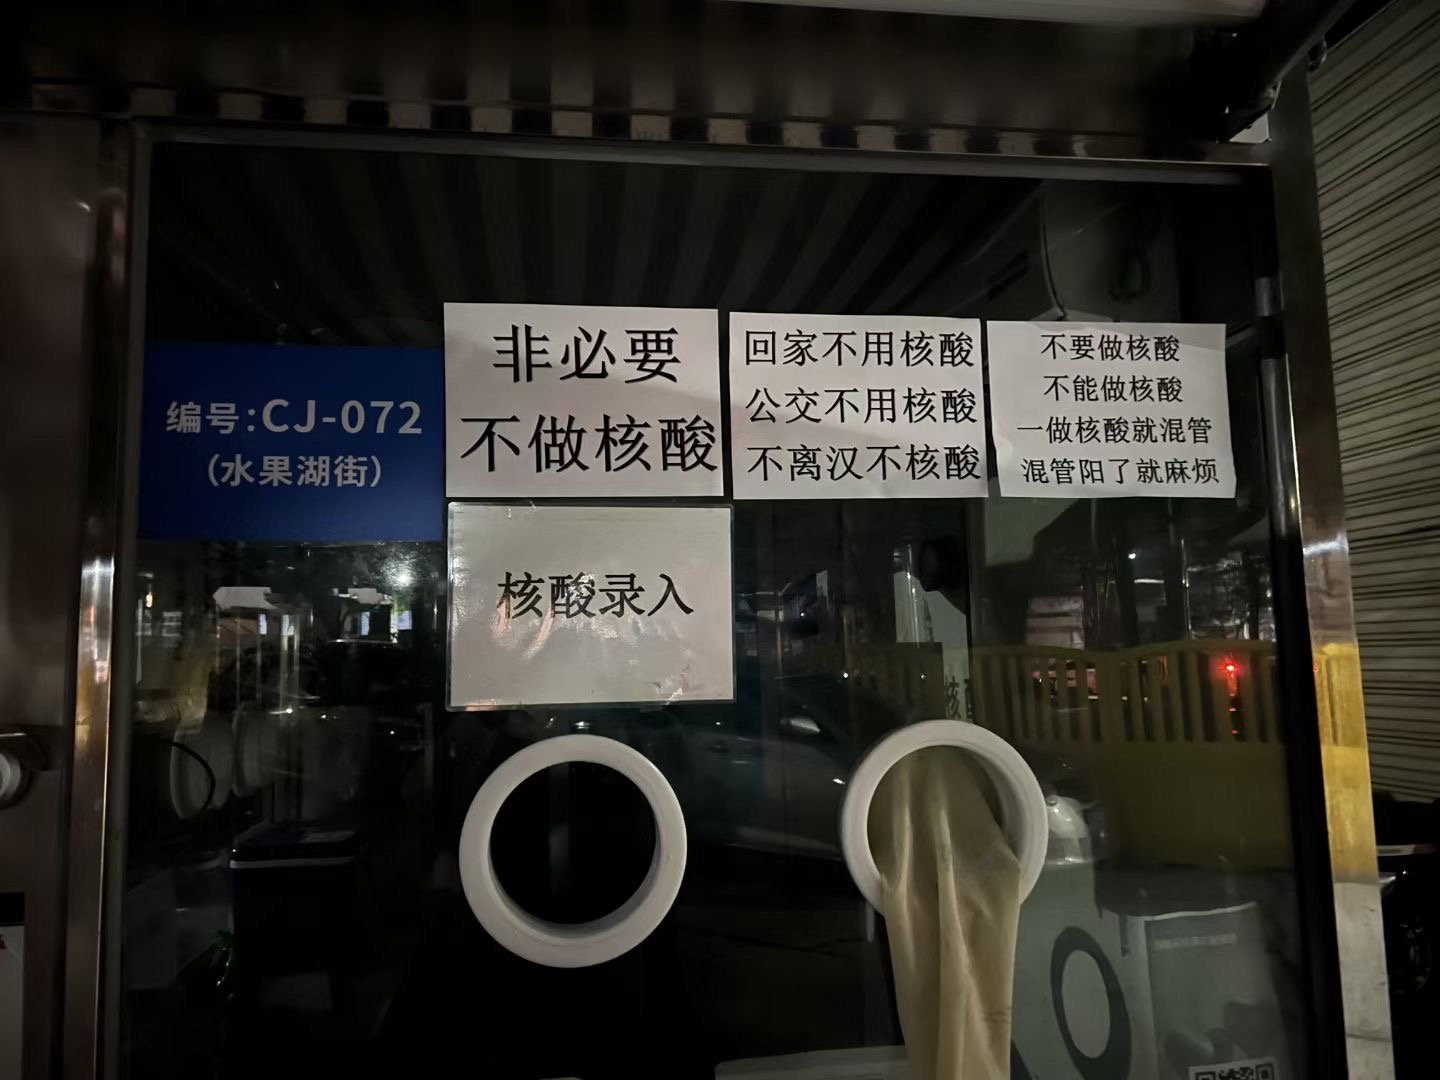 编号:CJ-072
(水果湖街)
非必要
不做核酸
回家不用核酸
公交不用核酸
不离汉不核酸
不要做核酸
不能做核酸
一做核酸就混管
混管阳了就麻烦
核酸录入
核